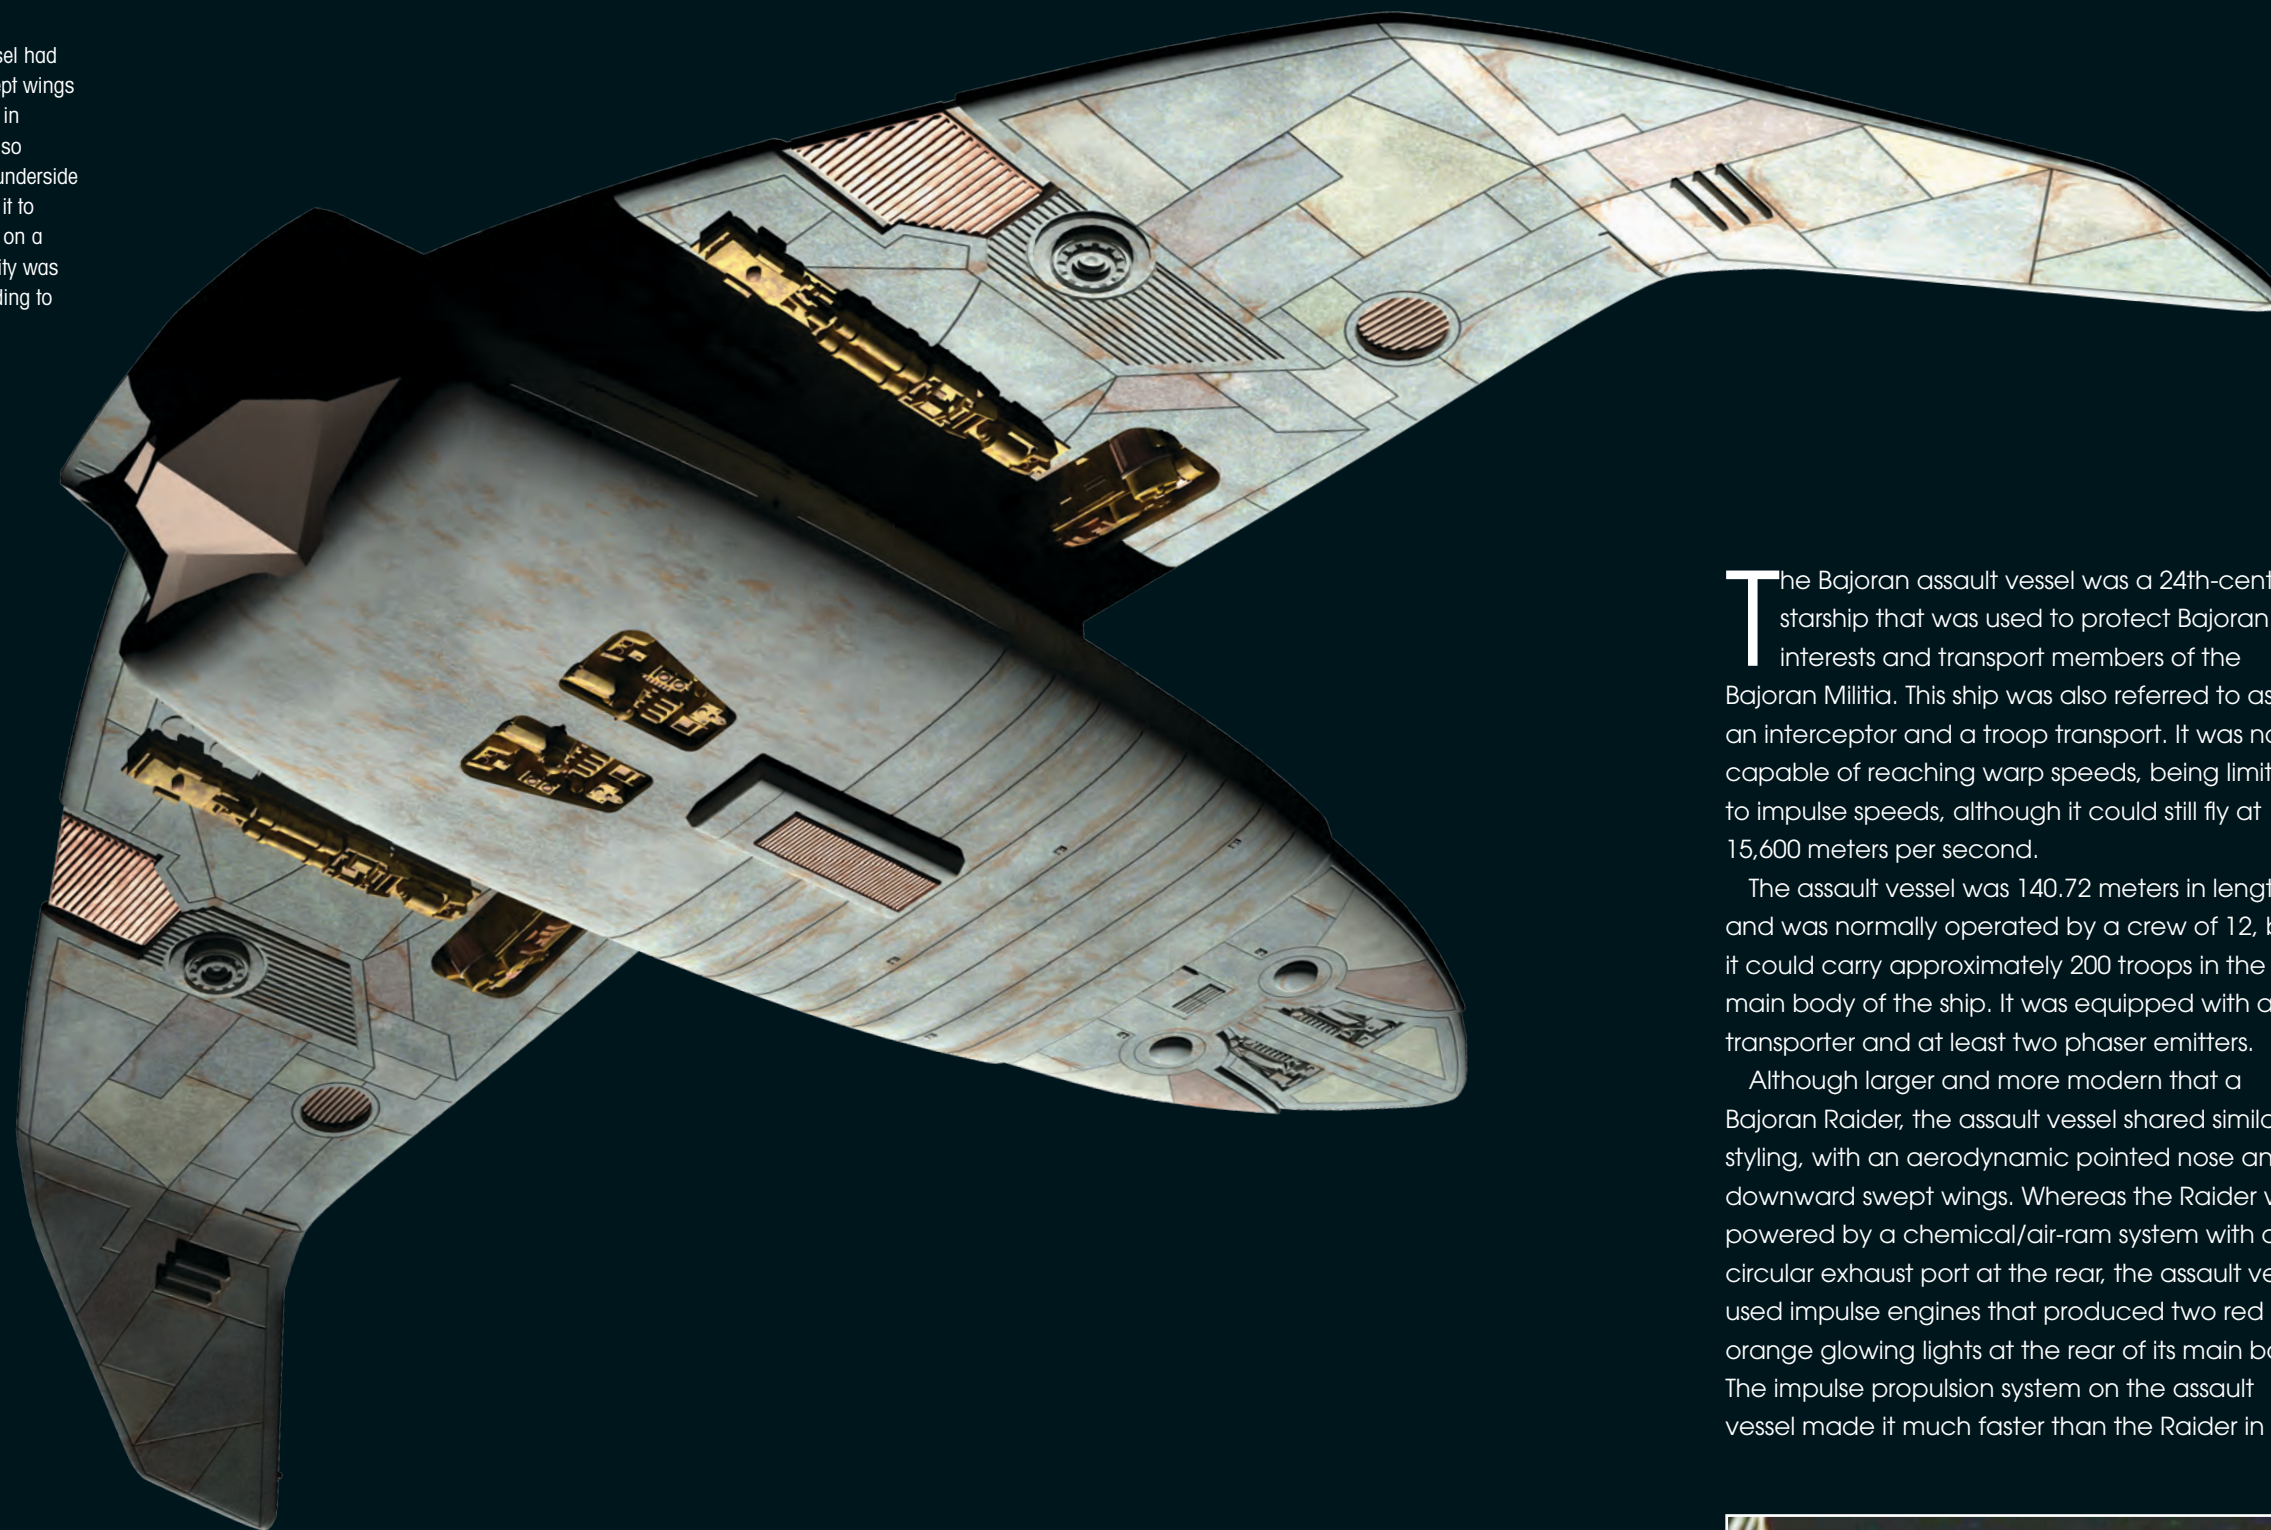 sel had
pt wings
in
so
underside
it to
on a
ity was
ding to
The Bajoran assault vessel was a 24th-cent
starship that was used to protect Bajoran
interests and transport members of the
Bajoran Militia. This ship was also referred to as
an interceptor and a troop transport. It was no
capable of reaching warp speeds, being limit
to impulse speeds, although it could still fly at
15,600 meters per second.
The assault vessel was 140.72 meters in lengt
and was normally operated by a crew of 12, b
it could carry approximately 200 troops in the
main body of the ship. It was equipped with a
transporter and at least two phaser emitters.
Although larger and more modern that a
Bajoran Raider, the assault vessel shared simila
styling, with an aerodynamic pointed nose an
downward swept wings. Whereas the Raider w
powered by a chemical/air-ram system with a
circular exhaust port at the rear, the assault ve
used impulse engines that produced two red
orange glowing lights at the rear of its main bo
The impulse propulsion system on the assault
vessel made it much faster than the Raider in